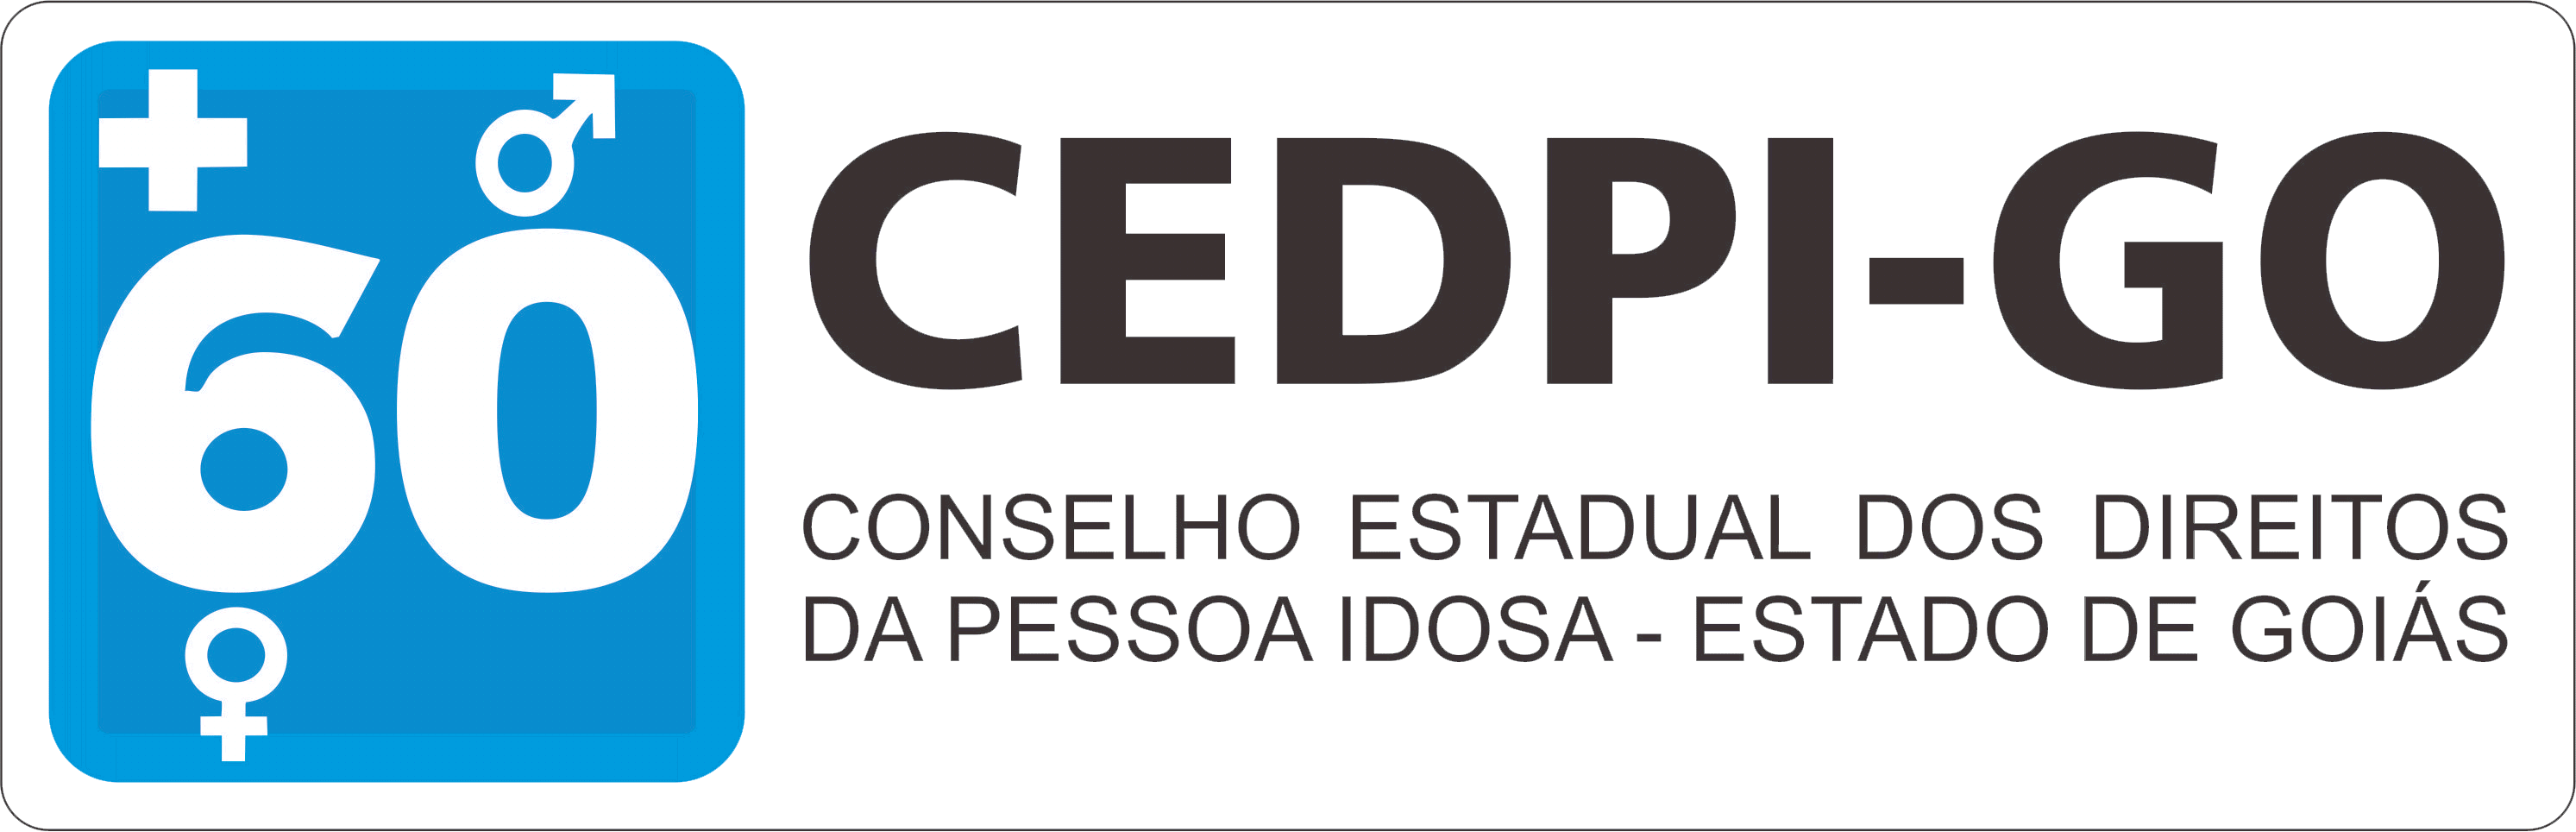 +
60
CEDPI-GO
CONSELHO ESTADUAL DOS DIREITOS
DA PESSOA IDOSA - ESTADO DE GOIÁS